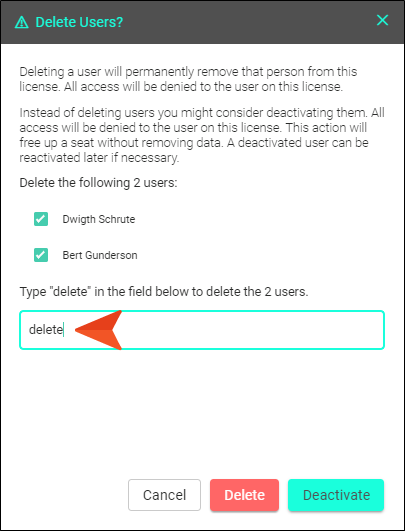 Delete Users?
Deleting a user will permanently remove that person from this
license. All access will be denied to the user on this license.
Instead of deleting users you might consider deactivating them. All
access will be denied to the user on this license. This action will
free up a seat without removing data. A deactivated user can be
reactivated later if necessary.
Delete the following 2 users:
Dwigth Schrute
Bert Gunderson
Type "delete" in the field below to delete the 2 users.
delete
Cancel Delete Deactivate